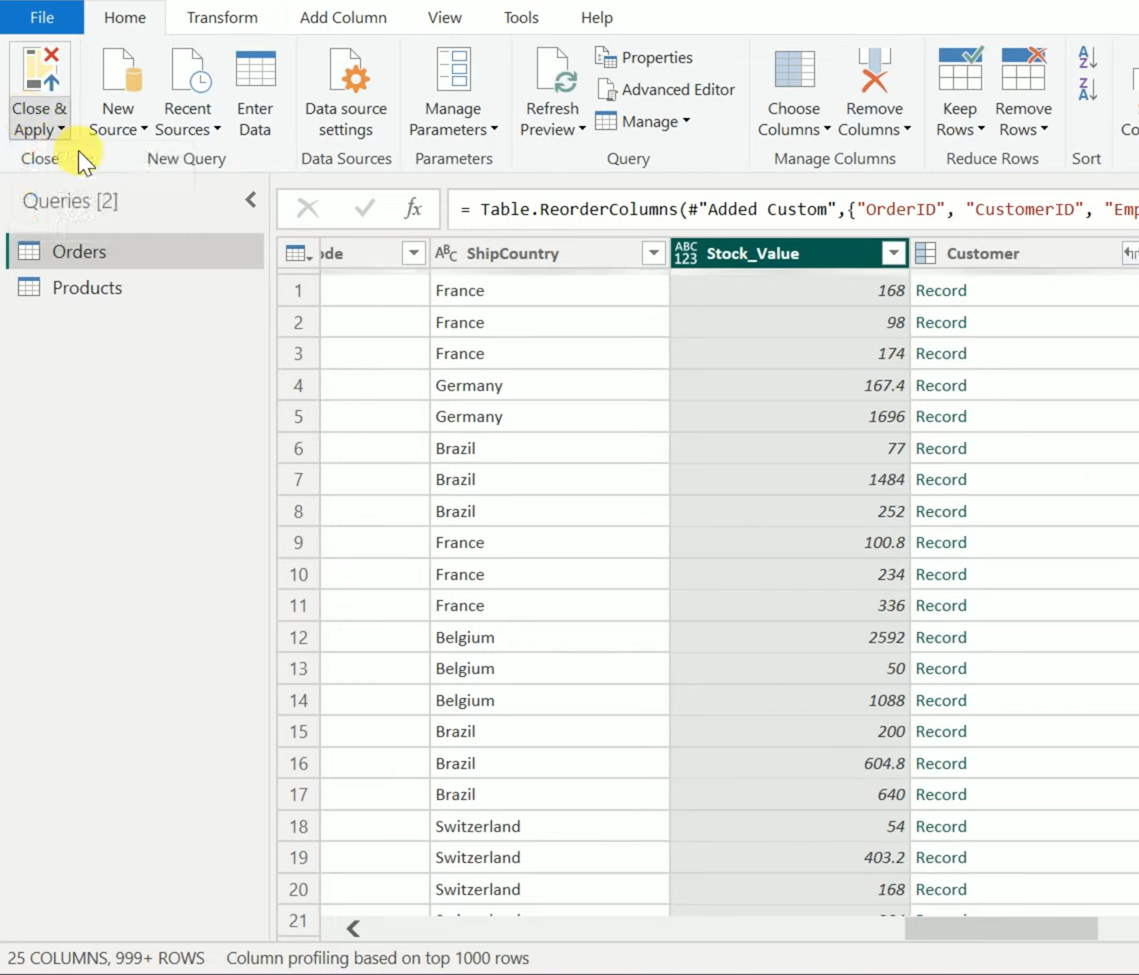 File Home Transform Add Column View Tools Help
Close & Apply
New Source
Recent Sources
Enter Data
Data source settings
Manage Parameters
Refresh Preview
Properties
Advanced Editor
Manage
Choose Columns
Remove Columns
Keep Rows
Remove Rows
A Z
Z A
Close New Query Data Sources Parameters Query Manage Columns Reduce Rows Sort
Queries [2]
Orders
Products
fx = Table.ReorderColumns(#"Added Custom",{"OrderID", "CustomerID", "Emp
ode ABC ShipCountry ABC 123 Stock_Value Customer
1 France 168 Record
2 France 98 Record
3 France 174 Record
4 Germany 167.4 Record
5 Germany 1696 Record
6 Brazil 77 Record
7 Brazil 1484 Record
8 Brazil 252 Record
9 France 100.8 Record
10 France 234 Record
11 France 336 Record
12 Belgium 2592 Record
13 Belgium 50 Record
14 Belgium 1088 Record
15 Brazil 200 Record
16 Brazil 604.8 Record
17 Brazil 640 Record
18 Switzerland 54 Record
19 Switzerland 403.2 Record
20 Switzerland 168 Record
21
25 COLUMNS, 999+ ROWS Column profiling based on top 1000 rows